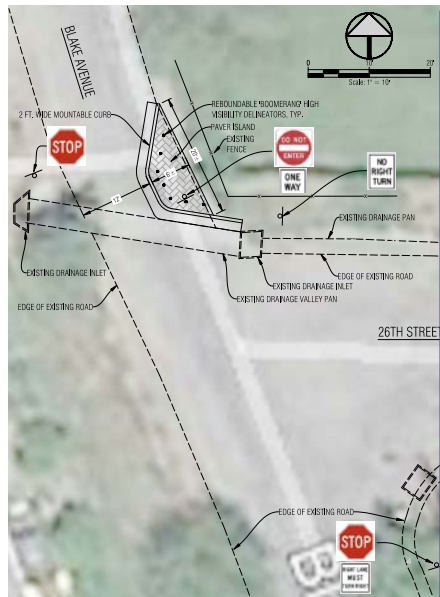 BLAKE AVENUE
0
10'
20'
Scale: 1" = 10'
REBOUNDABLE 'BOOMERANG' HIGH
VISIBILITY DELINEATORS, TYP.
2 FT. WIDE MOUNTABLE CURB
PAVER ISLAND
EXISTING
FENCE
STOP
DO NOT
ENTER
ONE
WAY
NO
RIGHT
TURN
12'
EXISTING DRAINAGE PAN
EXISTING DRAINAGE INLET
EDGE OF EXISTING ROAD
EXISTING DRAINAGE INLET
EXISTING DRAINAGE VALLEY PAN
EDGE OF EXISTING ROAD
26TH STREET
EDGE OF EXISTING ROAD
STOP
RIGHT LANE
MUST
TURN RIGHT